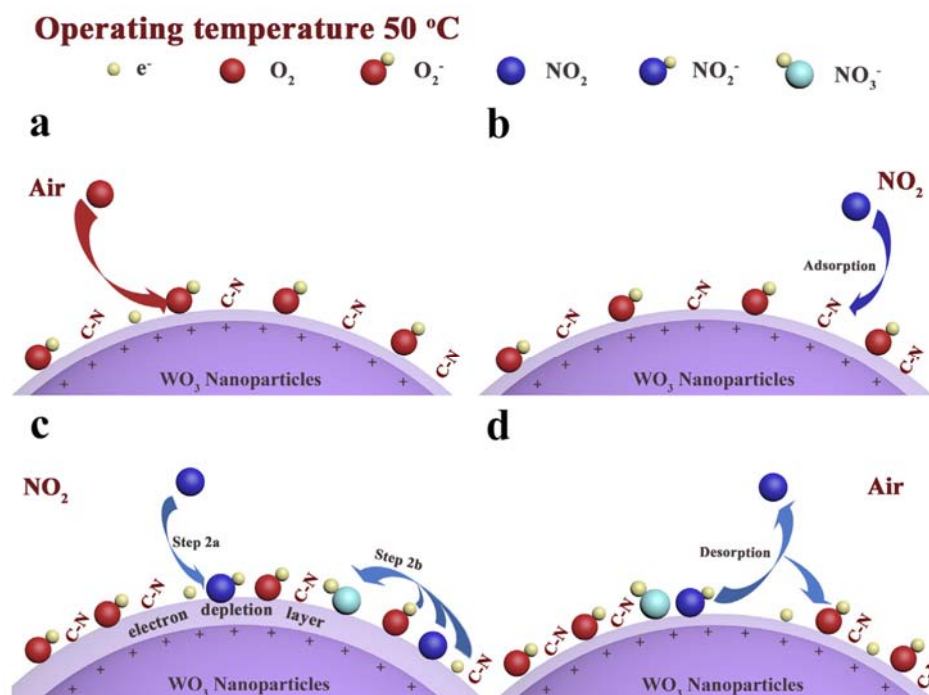 Operating temperature 50 °C
e⁻ O₂ O₂⁻ NO₂ NO₂⁻ NO₃⁻
a
Air
C-N
C-N
C-N
C-N
+ + + + + + + + + +
WO₃ Nanoparticles
b
NO₂
Adsorption
C-N
C-N
C-N
C-N
+ + + + + + + + + +
WO₃ Nanoparticles
c
NO₂
Step 2a
Step 2b
C-N
C-N
C-N
C-N
electron depletion layer
+ + + + + + + + +
WO₃ Nanoparticles
d
Air
Desorption
C-N
C-N
C-N
C-N
+ + + + + + + + +
WO₃ Nanoparticles